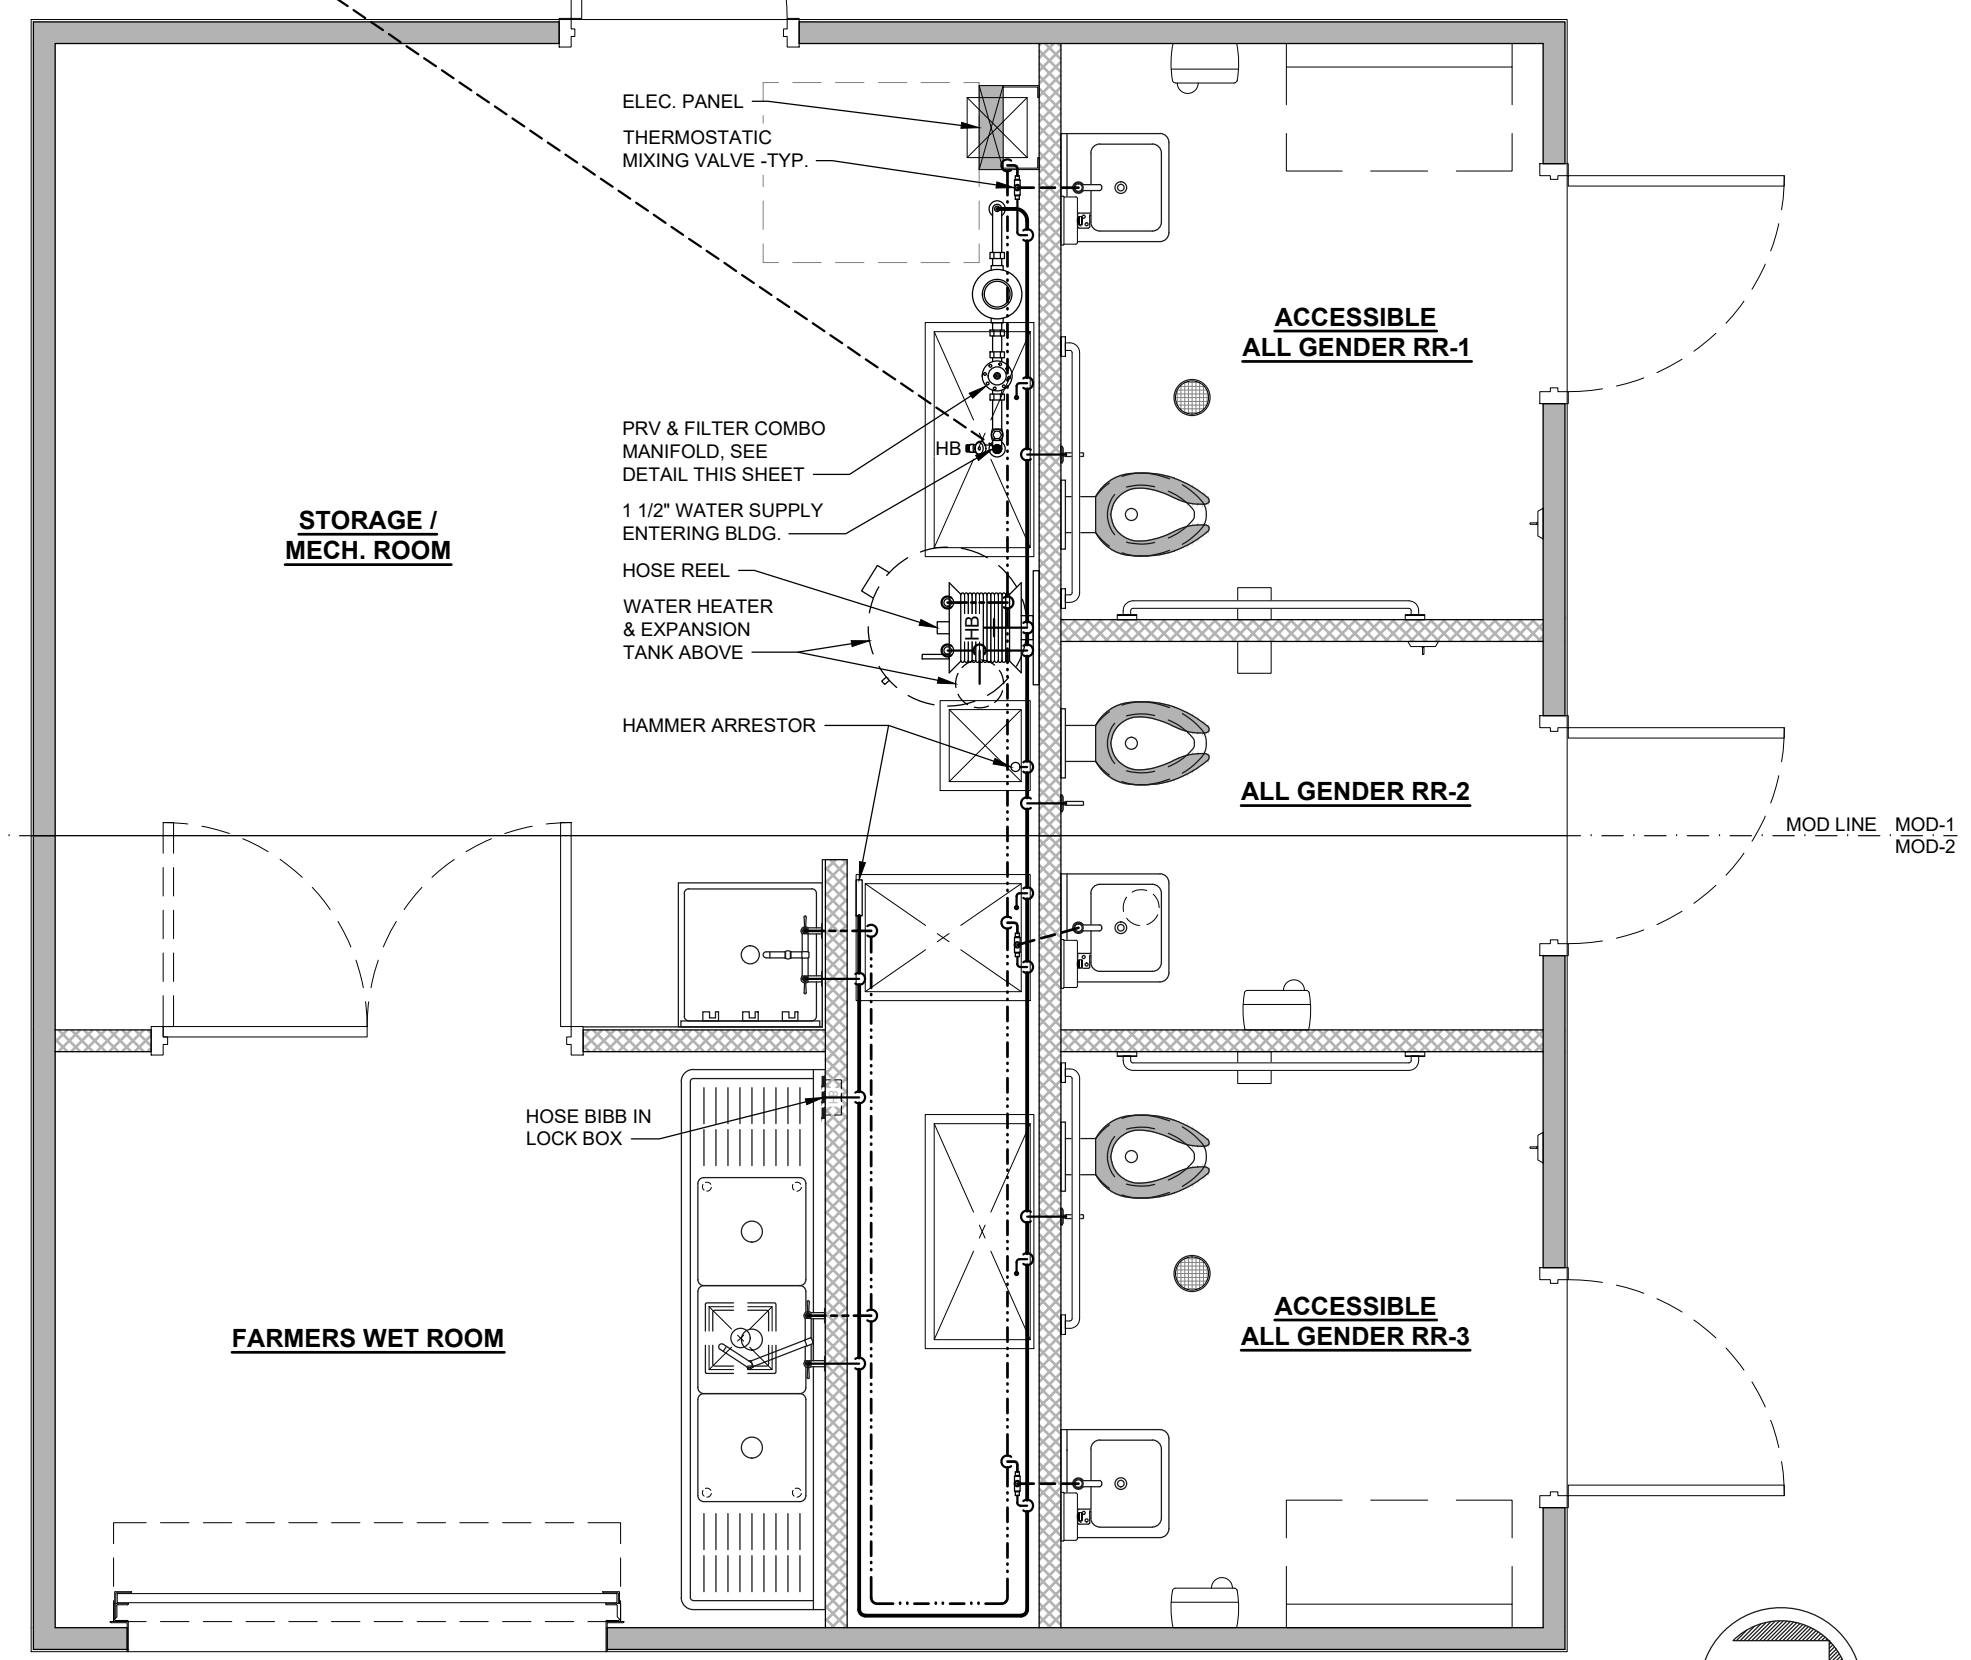 ELEC. PANEL
THERMOSTATIC
MIXING VALVE -TYP.
ACCESSIBLE
ALL GENDER RR-1
PRV & FILTER COMBO
MANIFOLD, SEE
DETAIL THIS SHEET
HB
1 1/2" WATER SUPPLY
ENTERING BLDG.
STORAGE /
MECH. ROOM
HOSE REEL
WATER HEATER
& EXPANSION
TANK ABOVE
HB
HAMMER ARRESTOR
ALL GENDER RR-2
MOD LINE MOD-1
MOD-2
HOSE BIBB IN
LOCK BOX
HB
FARMERS WET ROOM
ACCESSIBLE
ALL GENDER RR-3